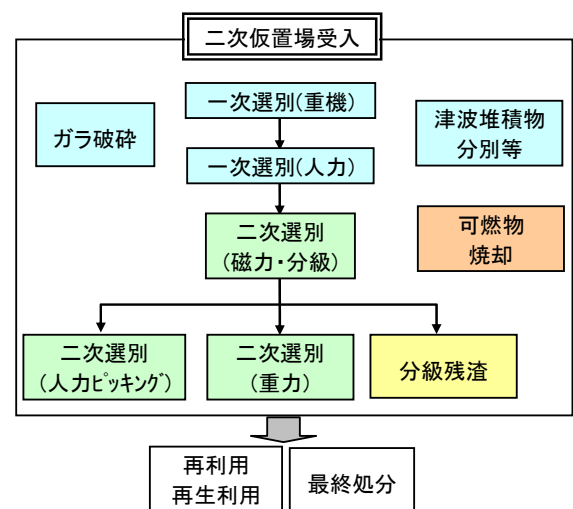 二次仮置場受入
一次選別(重機)
ガラ破砕
津波堆積物
分別等
一次選別(人力)
二次選別
(磁力・分級)
可燃物
焼却
二次選別
(人力ﾋﾟｯｷﾝｸﾞ)
二次選別
(重力)
分級残渣
再利用
再生利用
最終処分